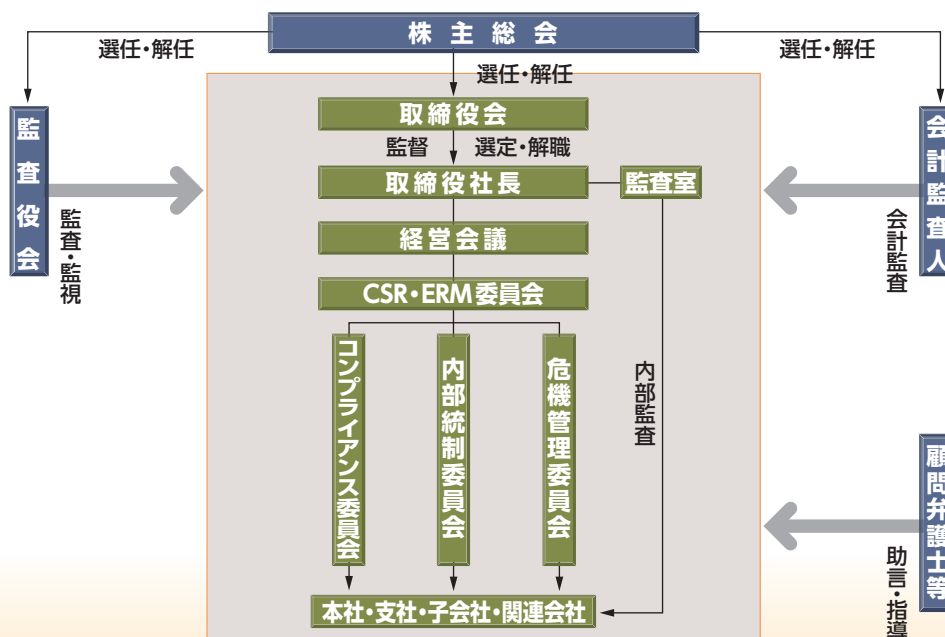 株主総会
選任・解任
選任・解任
選任・解任
監査役会
監査・監視
取締役会
監督
選定・解職
取締役社長
監査室
経営会議
CSR・ERM委員会
コンプライアンス委員会
内部統制委員会
危機管理委員会
内部監査
本社・支社・子会社・関連会社
会計監査人
会計監査
顧問弁護士等
助言・指導